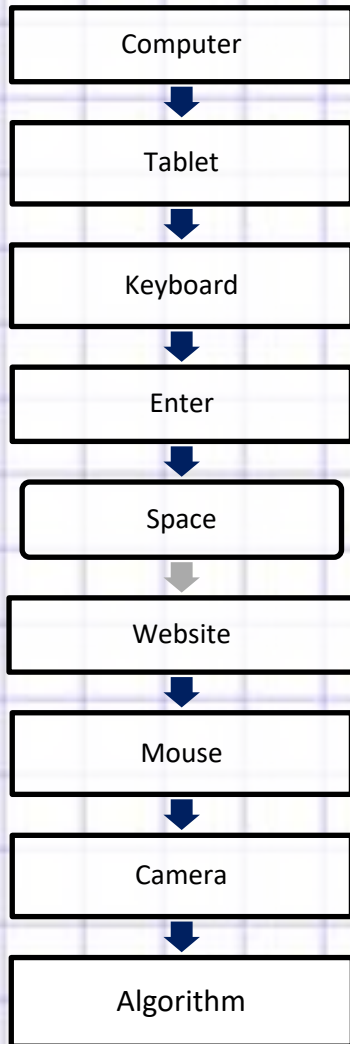 Computer
Tablet
Keyboard
Enter
Space
Website
Mouse
Camera
Algorithm